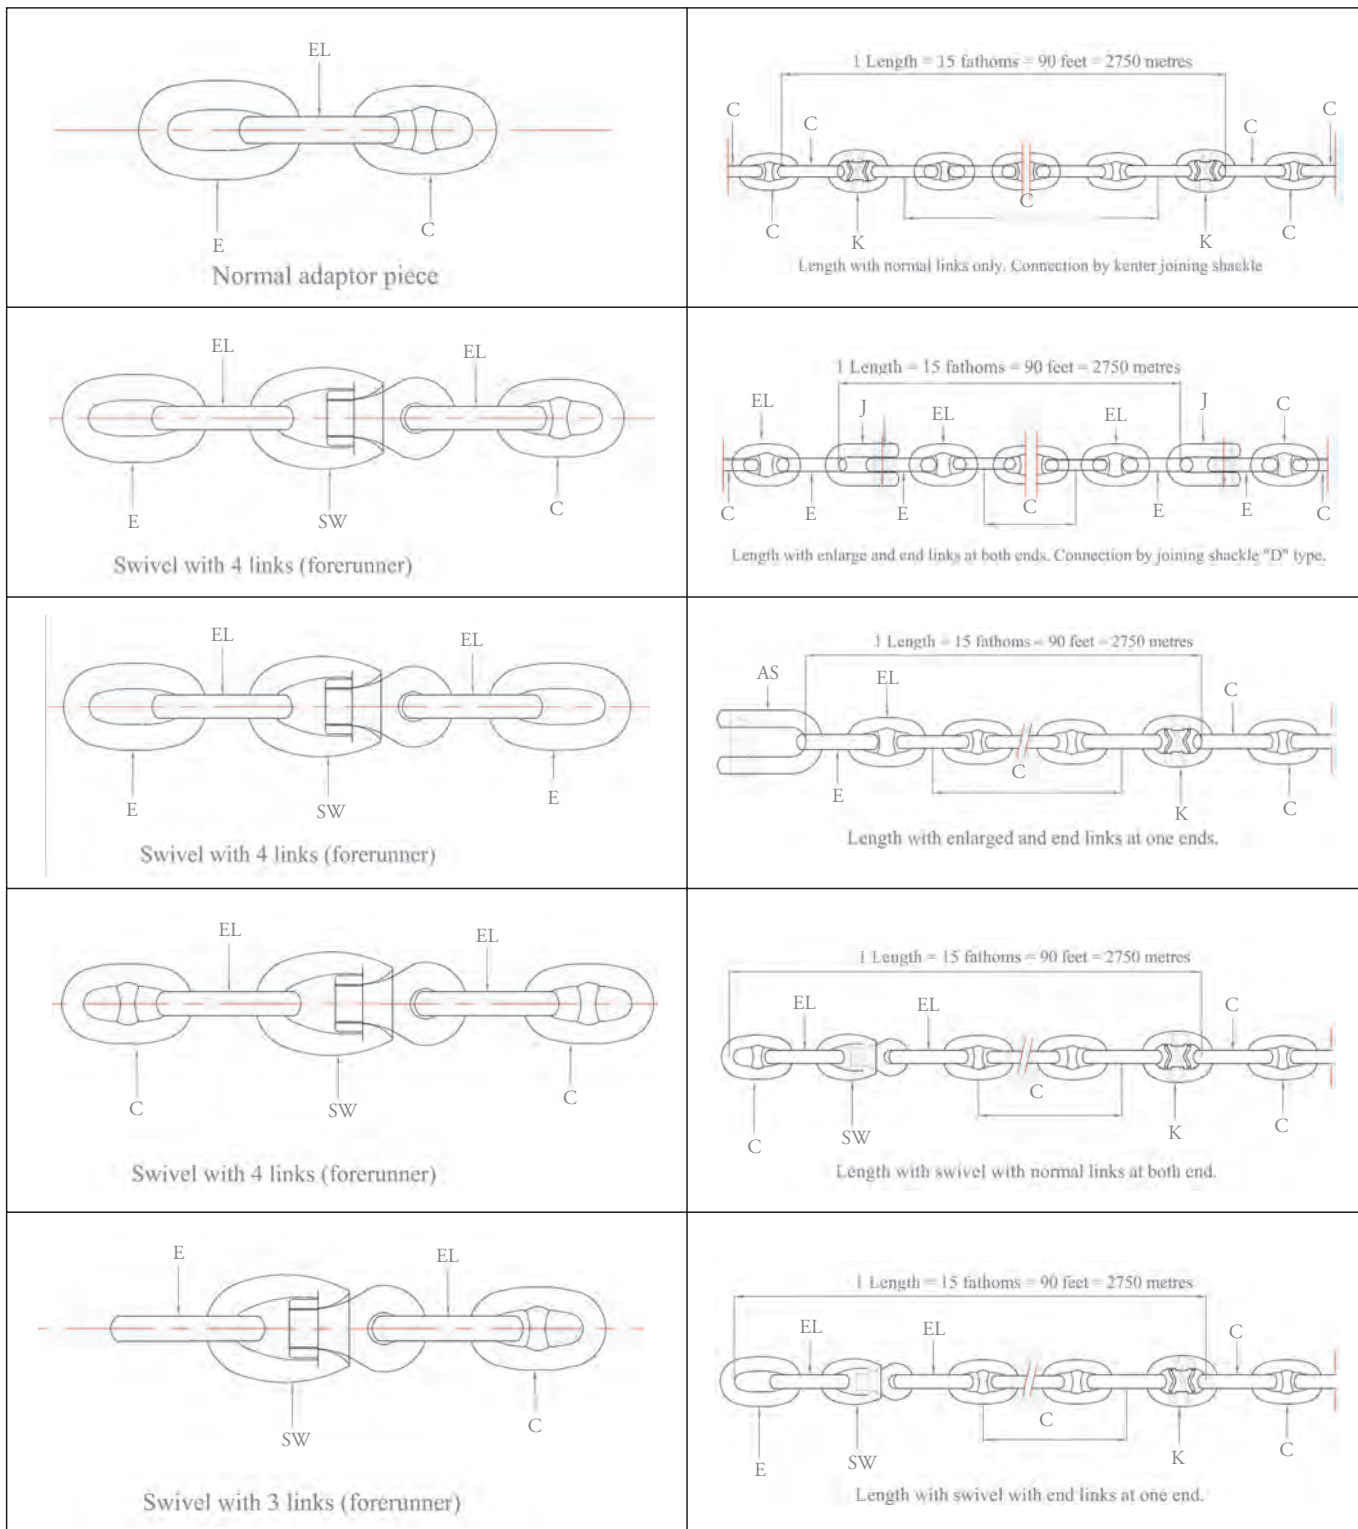 EL
E
C
Normal adaptor piece
1 Length = 15 fathoms = 90 feet = 2750 metres
C
C
C
C
C
C
K
K
C
Length with normal links only. Connection by kenter joining shackle
EL
EL
E
SW
C
Swivel with 4 links (forerunner)
1 Length = 15 fathoms = 90 feet = 2750 metres
EL
J
EL
EL
J
C
C
E
E
C
E
E
C
Length with enlarge and end links at both ends. Connection by joining shackle "D" type.
EL
EL
E
SW
E
Swivel with 4 links (forerunner)
1 Length = 15 fathoms = 90 feet = 2750 metres
AS
EL
C
E
C
K
C
Length with enlarged and end links at one ends.
EL
EL
C
SW
C
Swivel with 4 links (forerunner)
1 Length = 15 fathoms = 90 feet = 2750 metres
EL
EL
C
C
SW
C
K
C
Length with swivel with normal links at both end.
E
EL
SW
C
Swivel with 3 links (forerunner)
1 Length = 15 fathoms = 90 feet = 2750 metres
EL
EL
C
E
SW
C
K
C
Length with swivel with end links at one end.